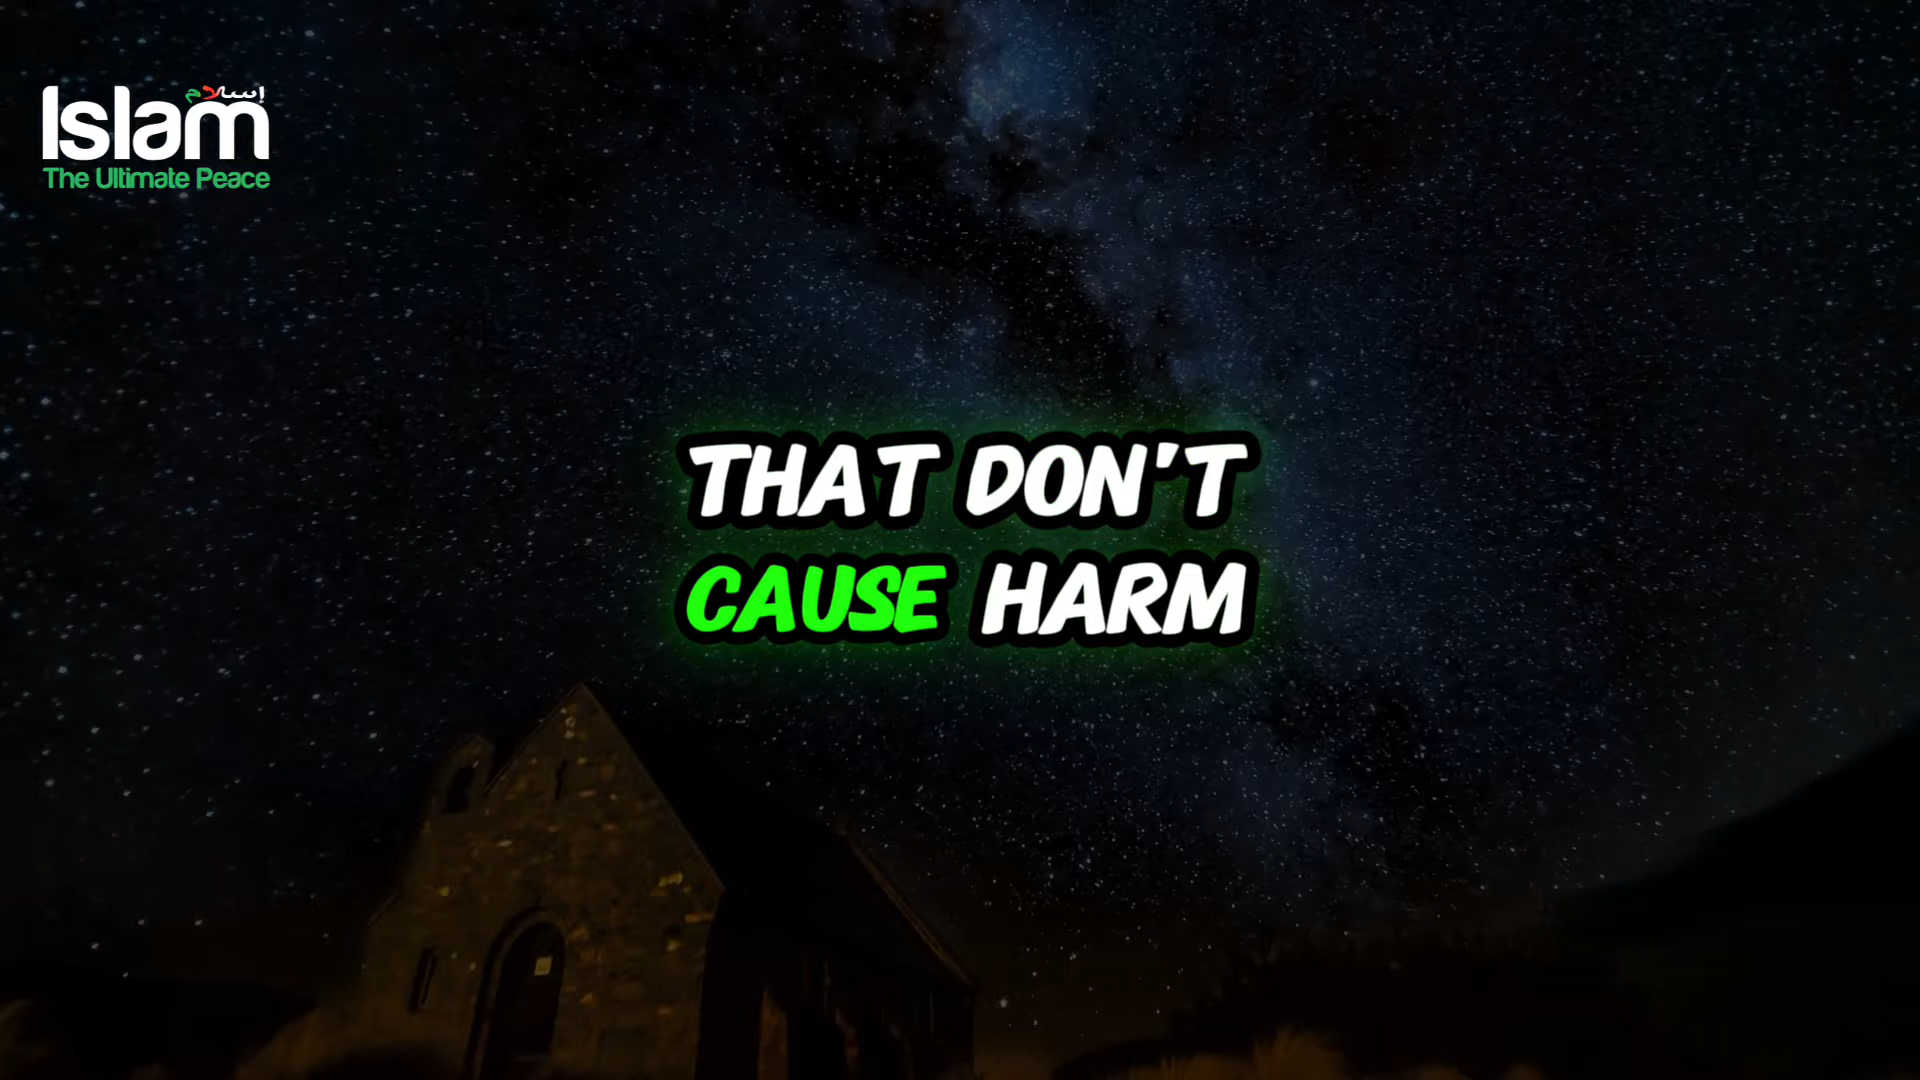 إسلام
Islam
The Ultimate Peace
THAT DON'T
CAUSE HARM